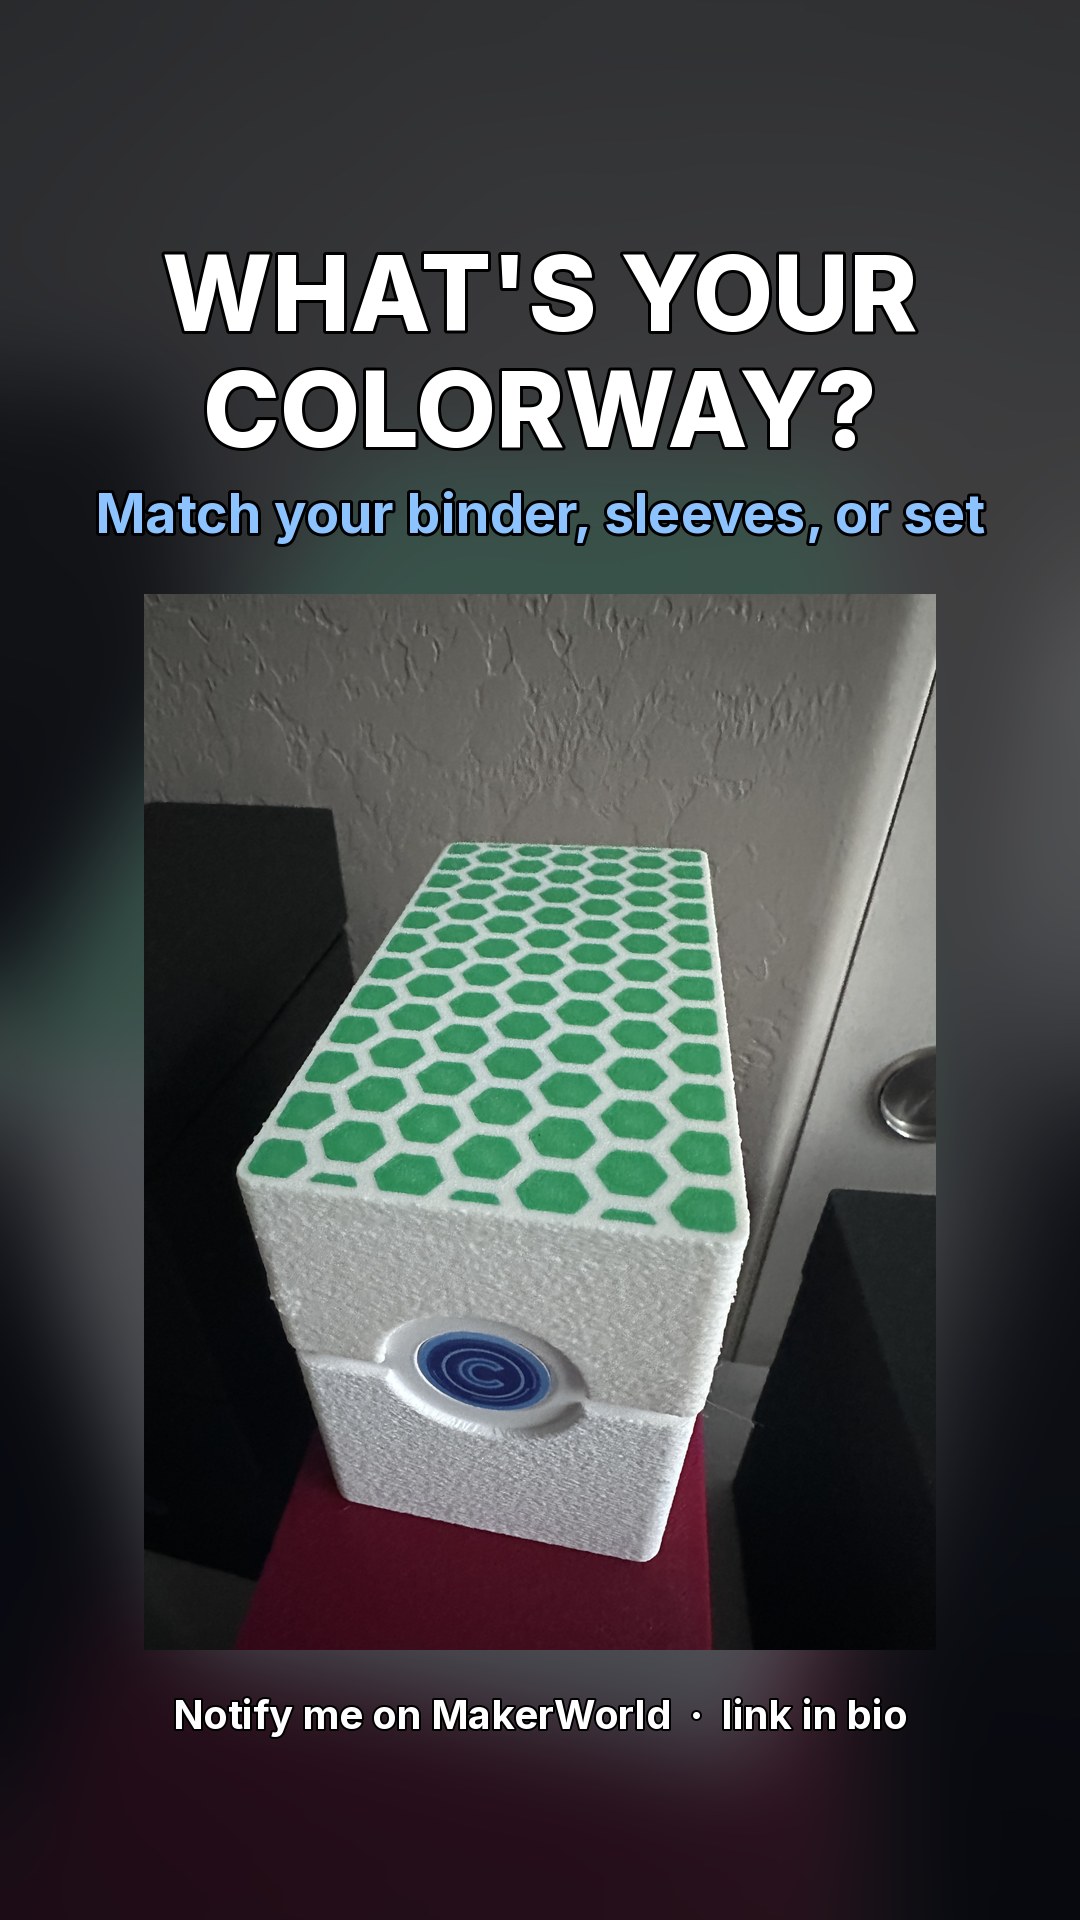 WHAT'S YOUR
COLORWAY?
Match your binder, sleeves, or set
C
Notify me on MakerWorld · link in bio